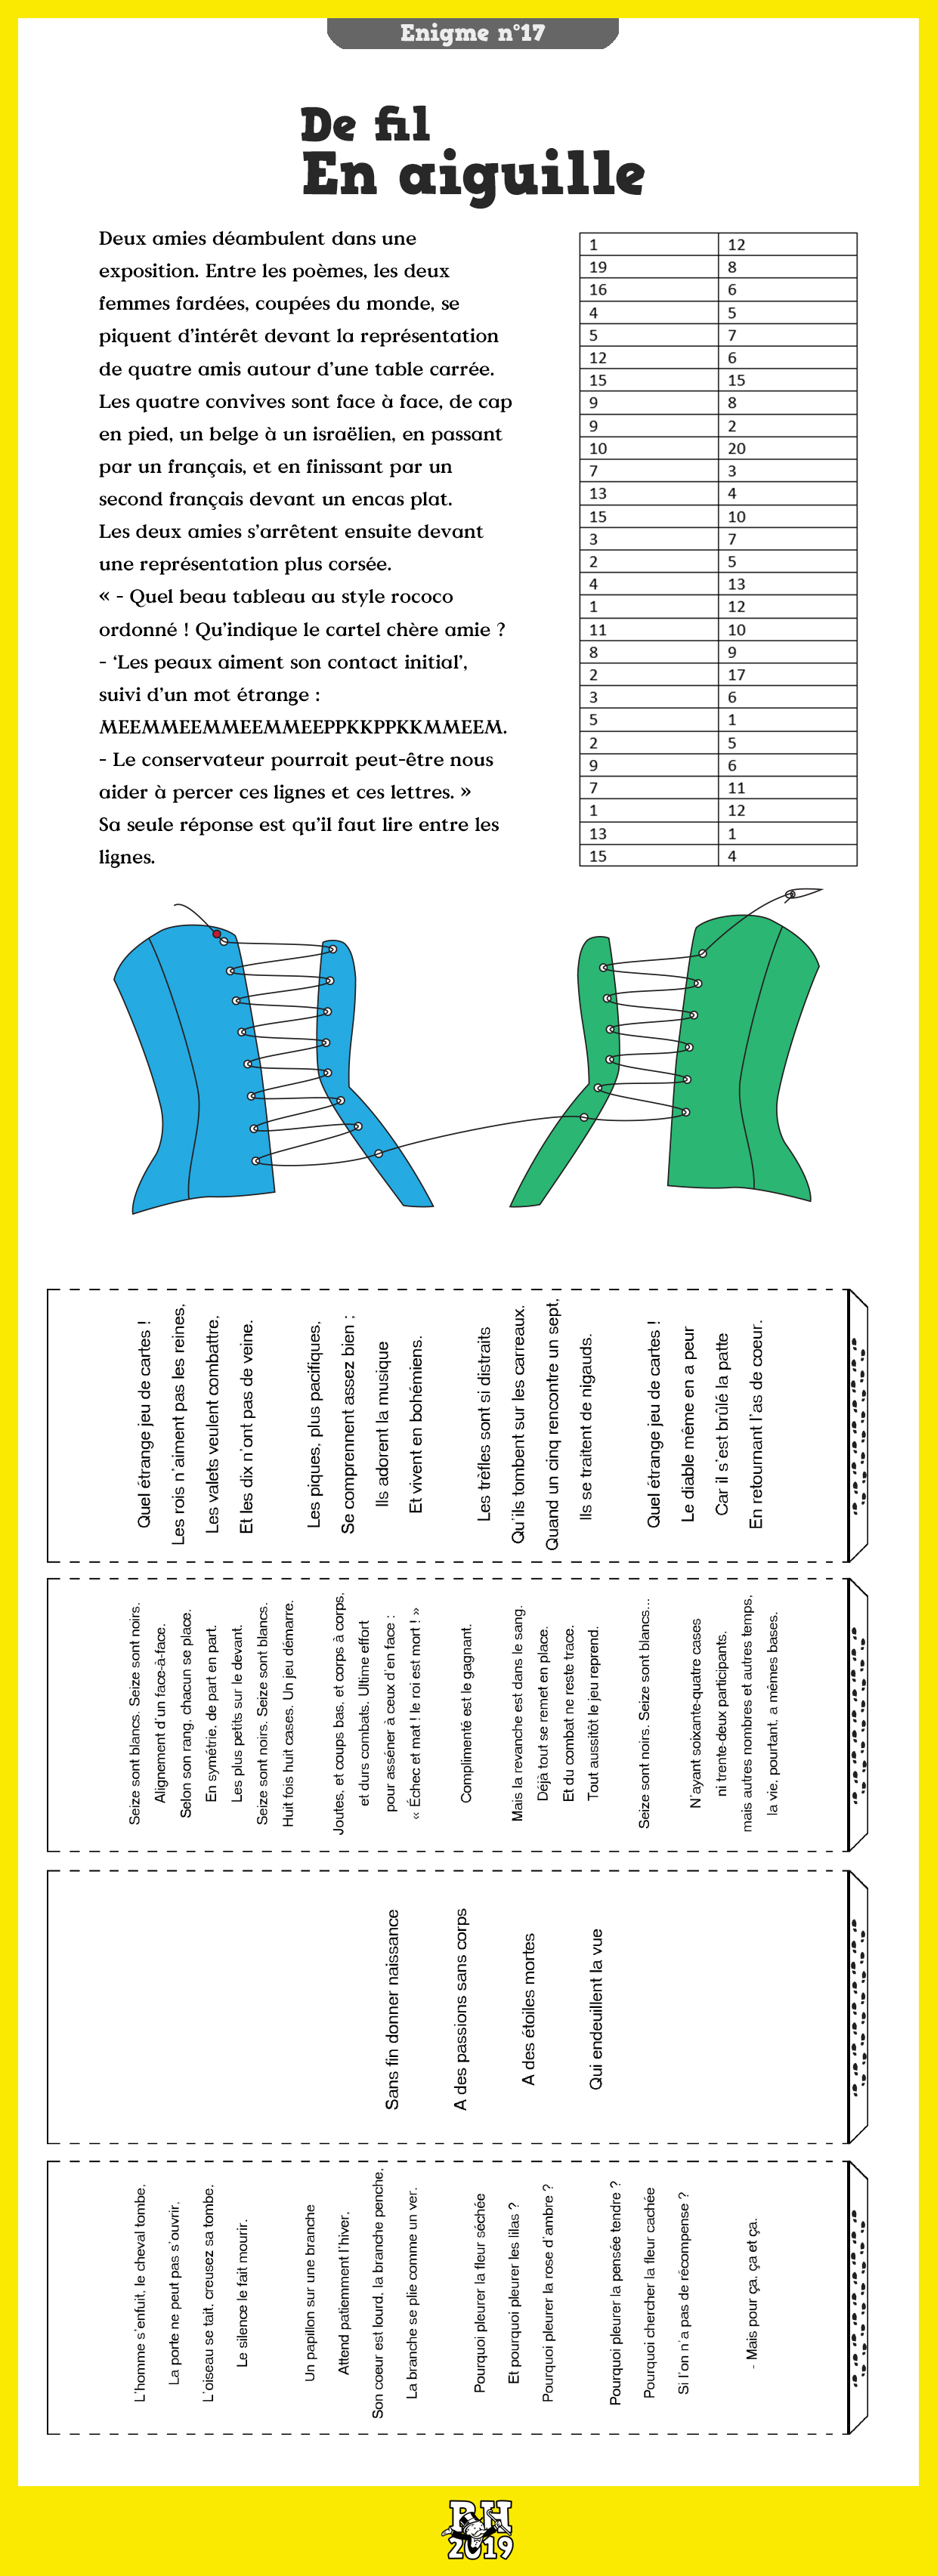 Enigme n°17
De fil
En aiguille
Deux amies déambulent dans une
exposition. Entre les poèmes, les deux
femmes fardées, coupées du monde, se
piquent d'intérêt devant la représentation
de quatre amis autour d'une table carrée.
Les quatre convives sont face à face, de cap
en pied, un belge à un israëlien, en passant
par un français, et en finissant par un
second français devant un encas plat.
Les deux amies s'arrêtent ensuite devant
une représentation plus corsée.
« - Quel beau tableau au style rococo
ordonné ! Qu'indique le cartel chère amie ?
- 'Les peaux aiment son contact initial',
suivi d'un mot étrange :
MEEMMEEMMEEMMEEPPKKPPKKMMEEM.
- Le conservateur pourrait peut-être nous
aider à percer ces lignes et ces lettres. »
Sa seule réponse est qu'il faut lire entre les
lignes.
1 12
19 8
16 6
4 5
5 7
12 6
15 15
9 8
9 2
10 20
7 3
13 4
15 10
3 7
2 5
4 13
1 12
11 10
8 9
2 17
3 6
5 1
2 5
9 6
7 11
1 12
13 1
15 4
Quel étrange jeu de cartes !
Les rois n'aiment pas les reines,
Les valets veulent combattre,
Et les dix n'ont pas de veine.
Les piques, plus pacifiques,
Se comprennent assez bien ;
Ils adorent la musique
Et vivent en bohémiens.
Les trèfles sont si distraits
Qu'ils tombent sur les carreaux.
Quand un cinq rencontre un sept,
Ils se traitent de nigauds.
Quel étrange jeu de cartes !
Le diable même en a peur
Car il s'est brûlé la patte
En retournant l'as de coeur.
Seize sont blancs. Seize sont noirs.
Alignement d'un face-à-face.
Selon son rang, chacun se place.
En symétrie, de part en part.
Les plus petits sur le devant.
Seize sont noirs. Seize sont blancs.
Huit fois huit cases. Un jeu démarre.
Joutes, et coups bas, et corps à corps,
et durs combats. Ultime effort
pour asséner à ceux d'en face :
« Échec et mat ! le roi est mort ! »
Complimenté est le gagnant.
Mais la revanche est dans le sang.
Déjà tout se remet en place.
Et du combat ne reste trace.
Tout aussitôt le jeu reprend.
Seize sont noirs. Seize sont blancs...
N'ayant soixante-quatre cases
ni trente-deux participants,
mais autres nombres et autres temps,
la vie, pourtant, a mêmes bases.
Sans fin donner naissance
A des passions sans corps
A des étoiles mortes
Qui endeuillent la vue
L'homme s'enfuit, le cheval tombe,
La porte ne peut pas s'ouvrir,
L'oiseau se tait, creusez sa tombe,
Le silence le fait mourir.
Un papillon sur une branche
Attend patiemment l'hiver,
Son coeur est lourd, la branche penche,
La branche se plie comme un ver.
Pourquoi pleurer la fleur séchée
Et pourquoi pleurer les lilas ?
Pourquoi pleurer la rose d'ambre ?
Pourquoi pleurer la pensée tendre ?
Pourquoi chercher la fleur cachée
Si l'on n'a pas de récompense ?
- Mais pour ça, ça et ça.
RH
2019